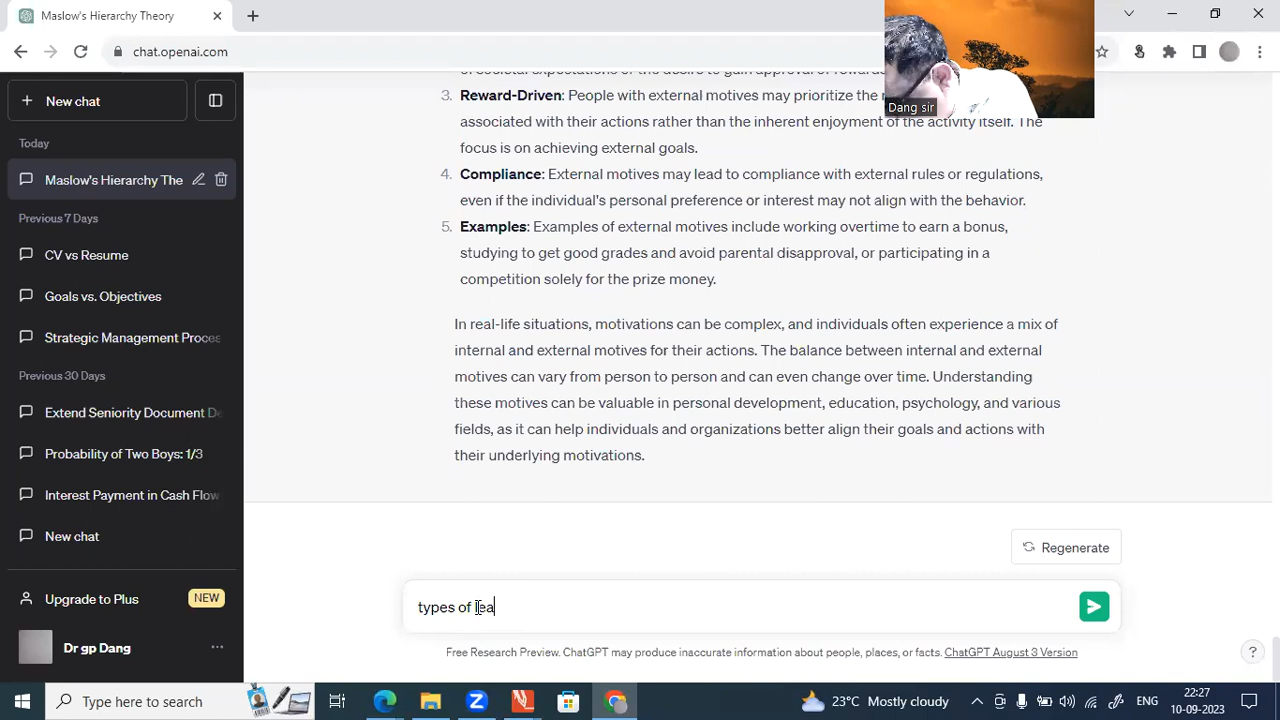 Maslow's Hierarchy Theory
chat.openai.com
New chat
Today
Maslow's Hierarchy The
Previous 7 Days
CV vs Resume
Goals vs. Objectives
Strategic Management Proces
Previous 30 Days
Extend Seniority Document De
Probability of Two Boys: 1/3
Interest Payment in Cash Flow
New chat
Upgrade to Plus
NEW
Dr gp Dang
Dang sir
3. Reward-Driven: People with external motives may prioritize the
associated with their actions rather than the inherent enjoyment of the activity itself. The
focus is on achieving external goals.
4. Compliance: External motives may lead to compliance with external rules or regulations,
even if the individual's personal preference or interest may not align with the behavior.
5. Examples: Examples of external motives include working overtime to earn a bonus,
studying to get good grades and avoid parental disapproval, or participating in a
competition solely for the prize money.
In real-life situations, motivations can be complex, and individuals often experience a mix of
internal and external motives for their actions. The balance between internal and external
motives can vary from person to person and can even change over time. Understanding
these motives can be valuable in personal development, education, psychology, and various
fields, as it can help individuals and organizations better align their goals and actions with
their underlying motivations.
Regenerate
types of lea
Free Research Preview. ChatGPT may produce inaccurate information about people, places, or facts. ChatGPT August 3 Version
?
Type here to search
23°C Mostly cloudy
ENG
22:27
10-09-2023